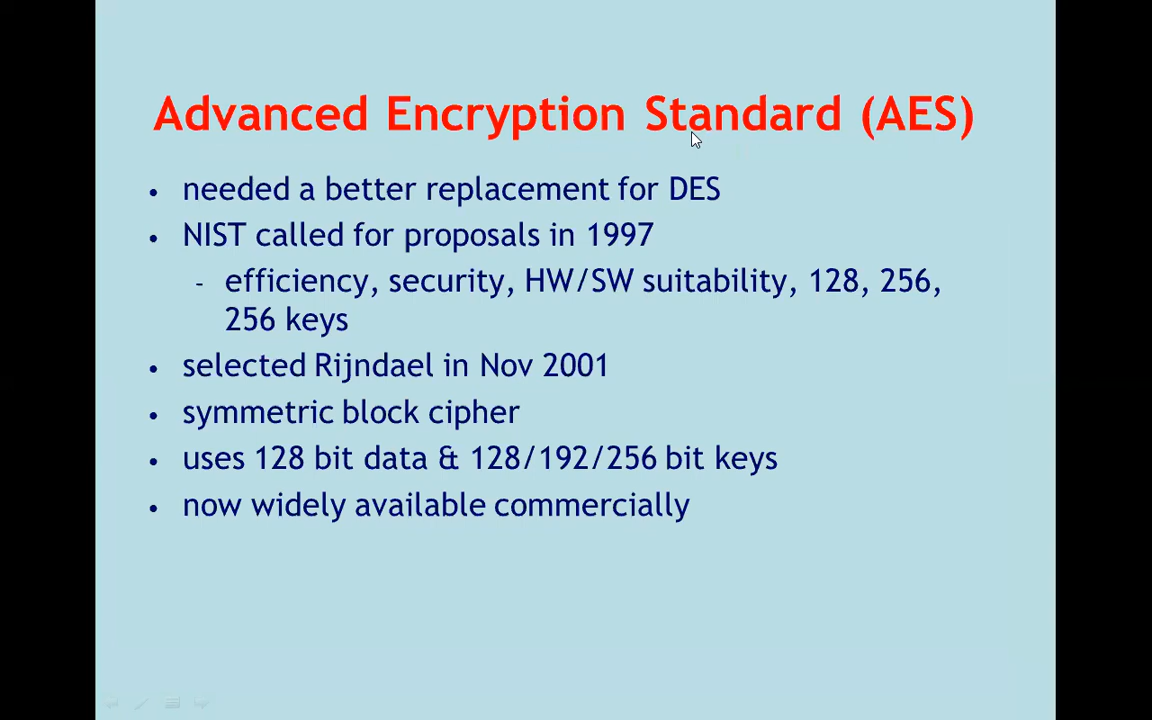 Advanced Encryption Standard (AES)
• needed a better replacement for DES
• NIST called for proposals in 1997
- efficiency, security, HW/SW suitability, 128, 256,
256 keys
• selected Rijndael in Nov 2001
• symmetric block cipher
• uses 128 bit data & 128/192/256 bit keys
• now widely available commercially